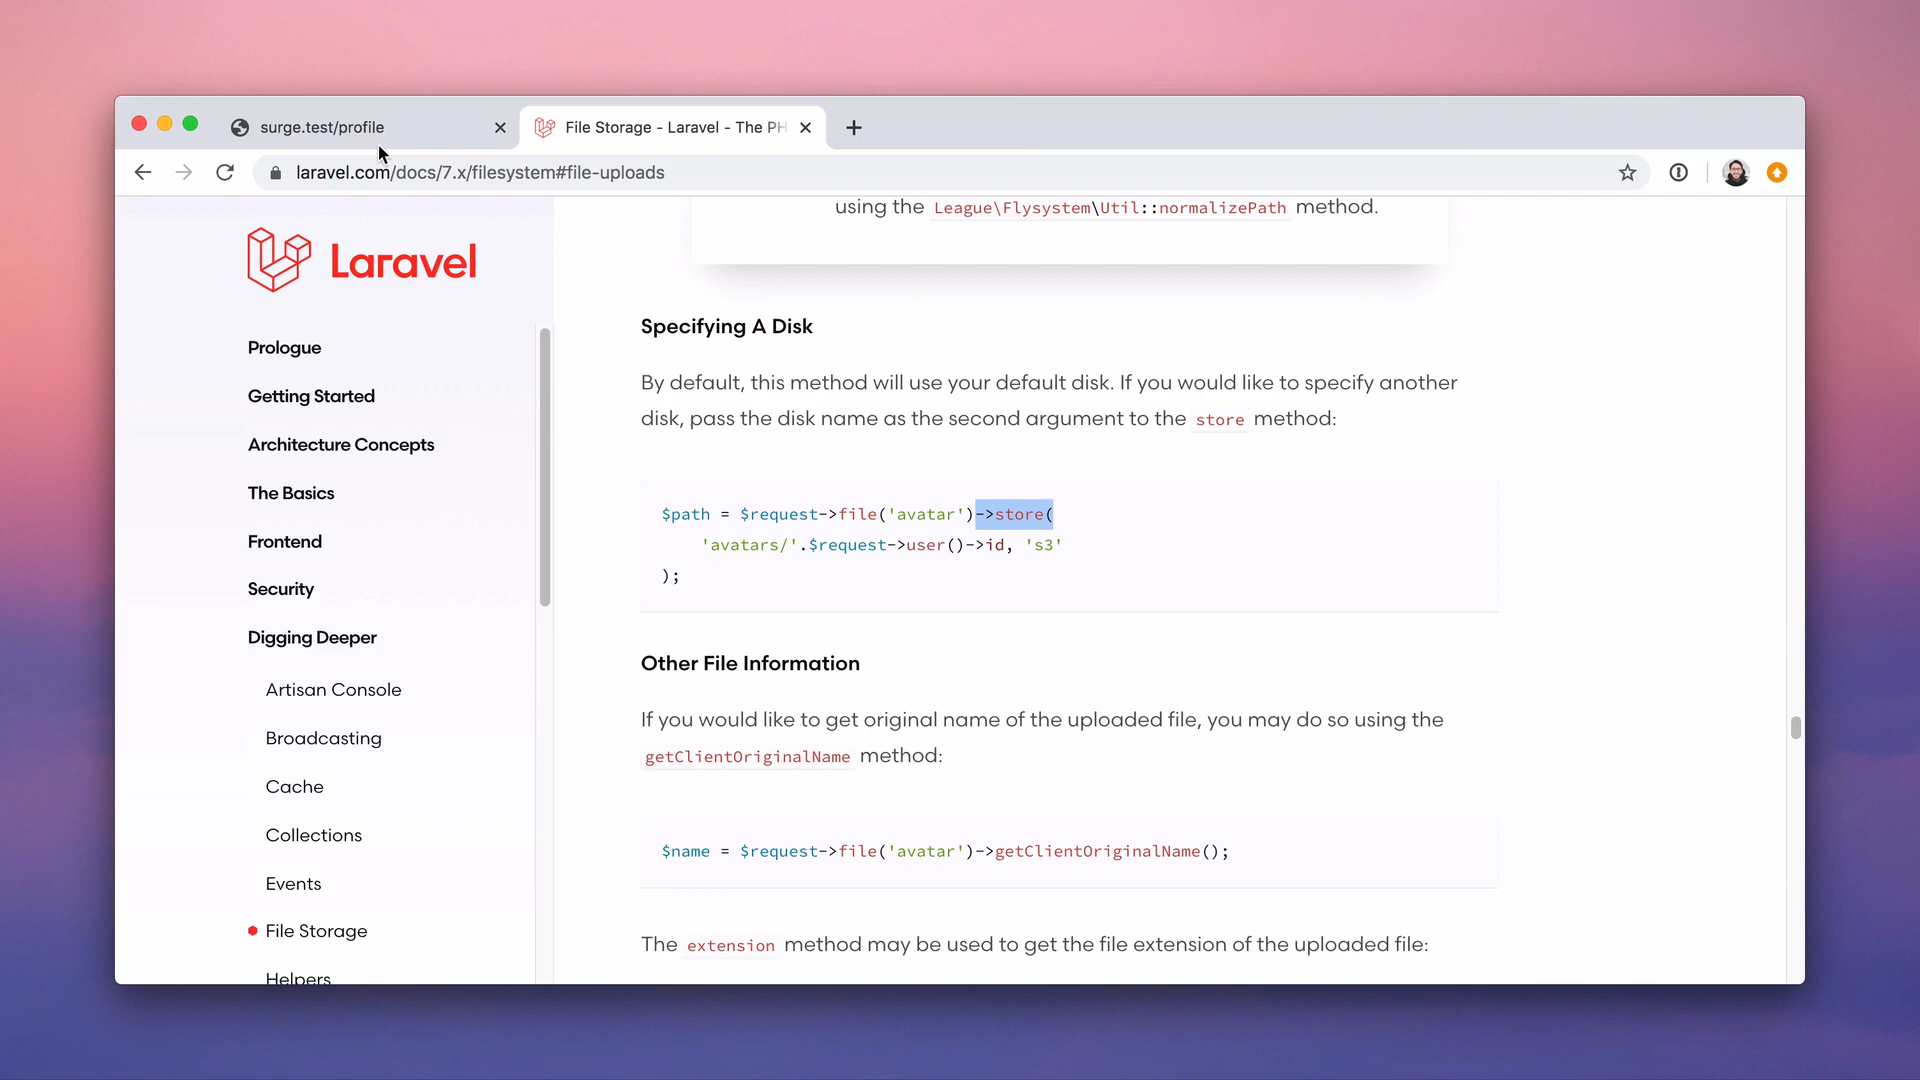 surge.test/profile
File Storage - Laravel - The PH
laravel.com/docs/7.x/filesystem#file-uploads
Laravel
Prologue
Getting Started
Architecture Concepts
The Basics
Frontend
Security
Digging Deeper
Artisan Console
Broadcasting
Cache
Collections
Events
File Storage
Helpers
using the League\Flysystem\Util::normalizePath method.
Specifying A Disk
By default, this method will use your default disk. If you would like to specify another
disk, pass the disk name as the second argument to the store method:
$path = $request->file('avatar')->store(
'avatars/'.$request->user()->id, 's3'
);
Other File Information
If you would like to get original name of the uploaded file, you may do so using the
getClientOriginalName method:
$name = $request->file('avatar')->getClientOriginalName();
The extension method may be used to get the file extension of the uploaded file: